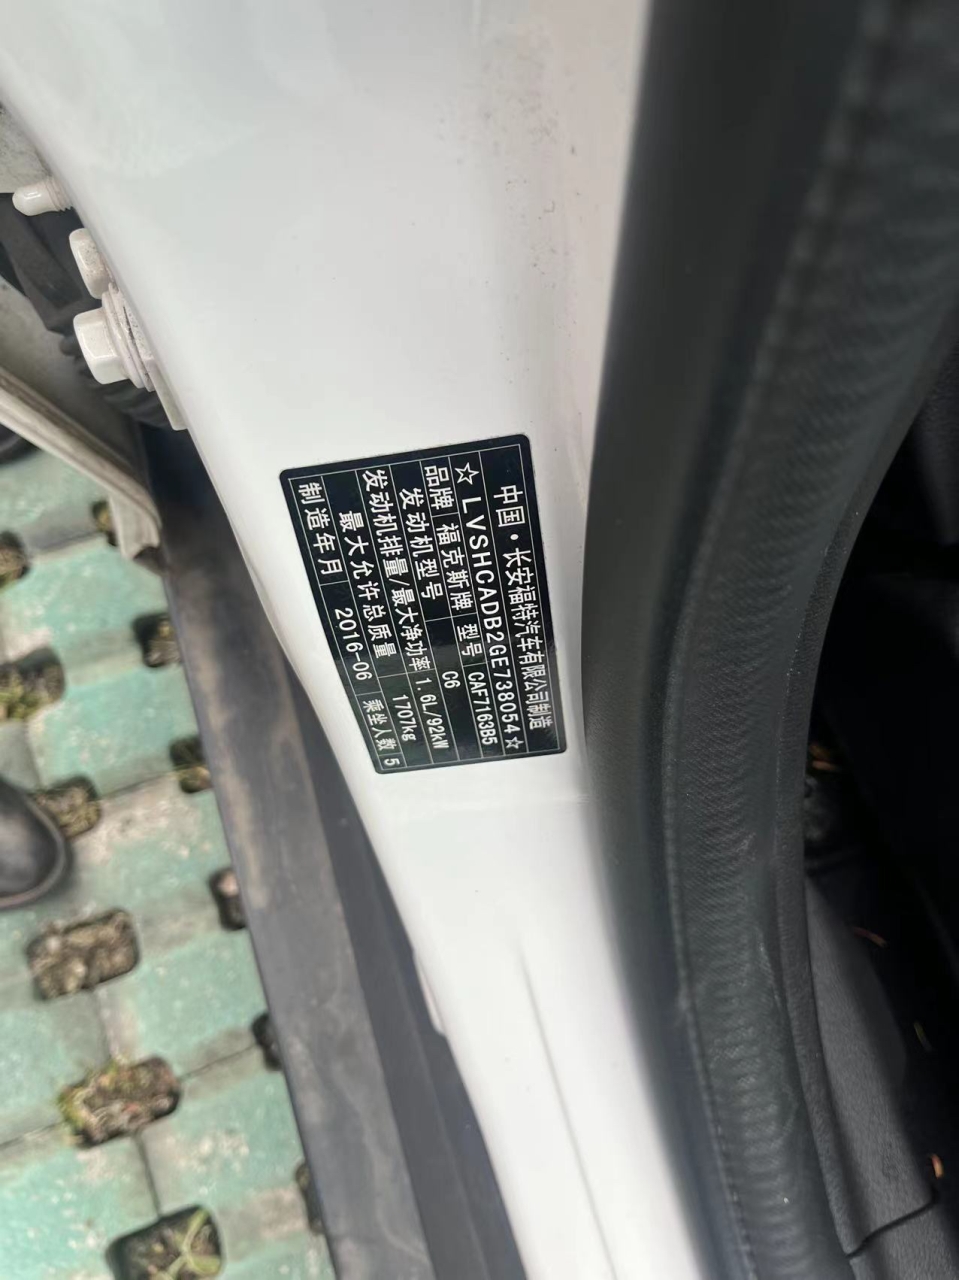 中国·长安福特汽车有限公司制造
☆LVSHCADB2GE738054☆
品牌 福克斯牌 型号 CAF7163B5
发动机型号 C6
发动机排量/最大净功率 1.6L/92kW
最大允许总质量 1707kg
制造年月 2016-06 乘坐人数 5